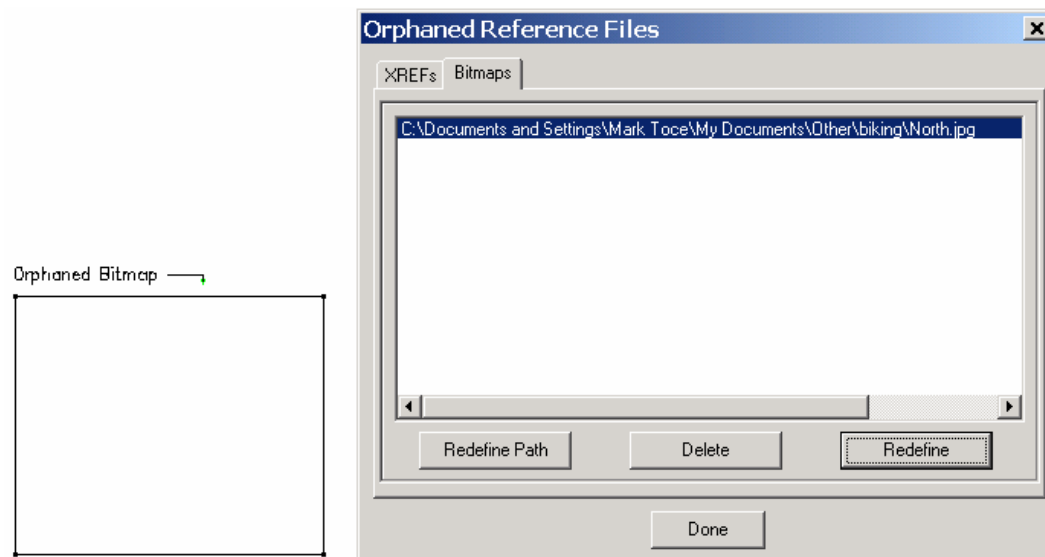 Orphaned Reference Files
XREFs Bitmaps
C:\Documents and Settings\Mark Toce\My Documents\Other\biking\North.jpg
Orphaned Bitmap
Redefine Path Delete Redefine
Done